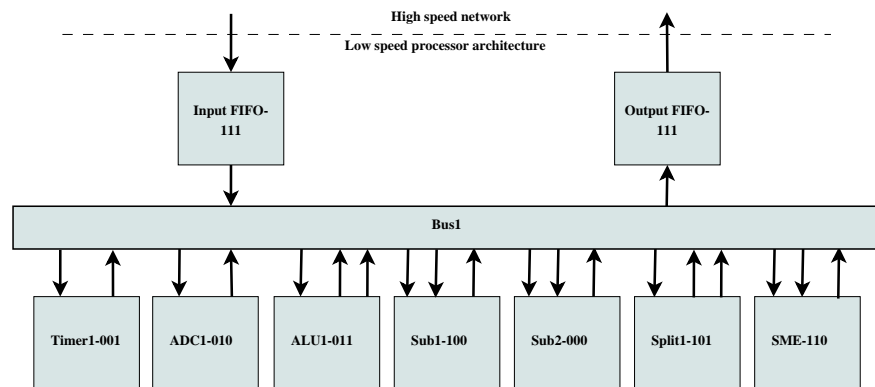 High speed network
Low speed processor architecture
Input FIFO-
111
Output FIFO-
111
Bus1
Timer1-001
ADC1-010
ALU1-011
Sub1-100
Sub2-000
Split1-101
SME-110